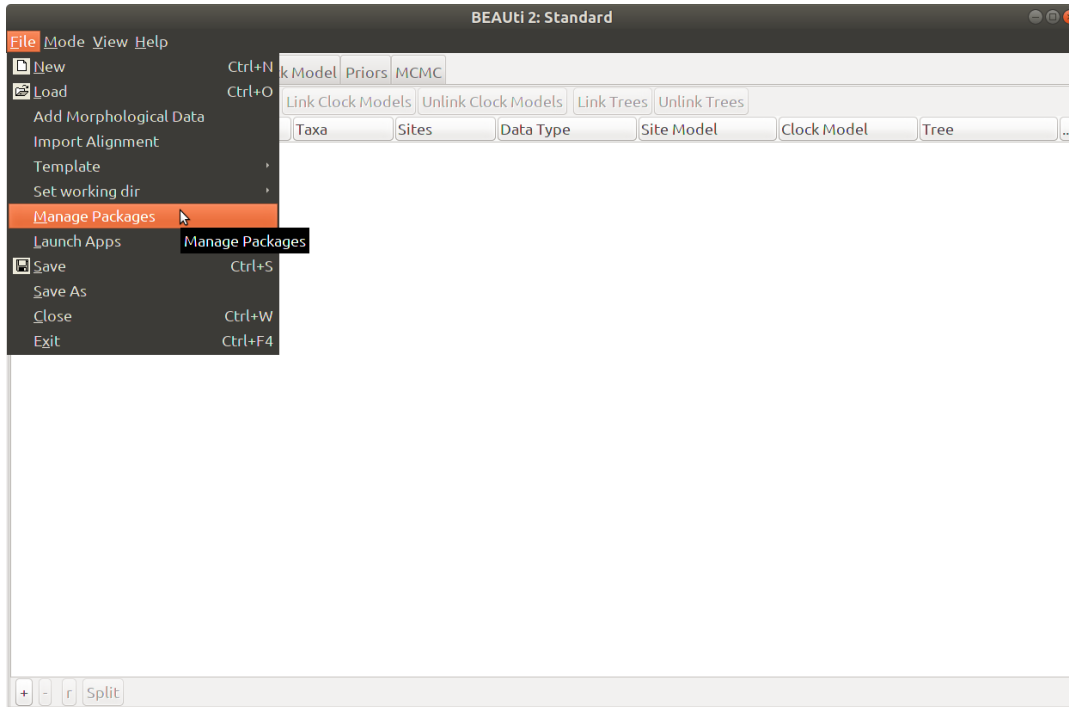 BEAUti 2: Standard
File Mode View Help
New Ctrl+N
k Model Priors MCMC
Load Ctrl+O
Link Clock Models Unlink Clock Models Link Trees Unlink Trees
Add Morphological Data
Taxa Sites Data Type Site Model Clock Model Tree ..
Import Alignment
Template
Set working dir
Manage Packages
Launch Apps
Manage Packages
Save Ctrl+S
Save As
Close Ctrl+W
Exit Ctrl+F4
+ - r Split